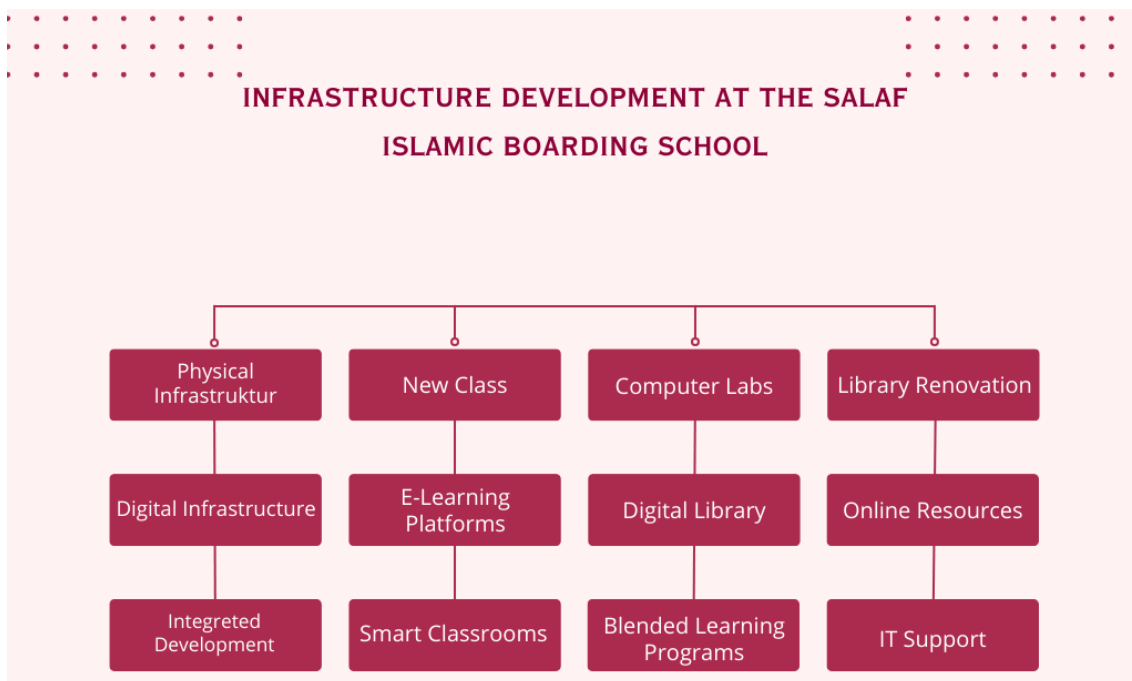 INFRASTRUCTURE DEVELOPMENT AT THE SALAF
ISLAMIC BOARDING SCHOOL
Physical
Infrastruktur
New Class
Computer Labs
Library Renovation
Digital Infrastructure
E-Learning
Platforms
Digital Library
Online Resources
Integreted
Development
Smart Classrooms
Blended Learning
Programs
IT Support